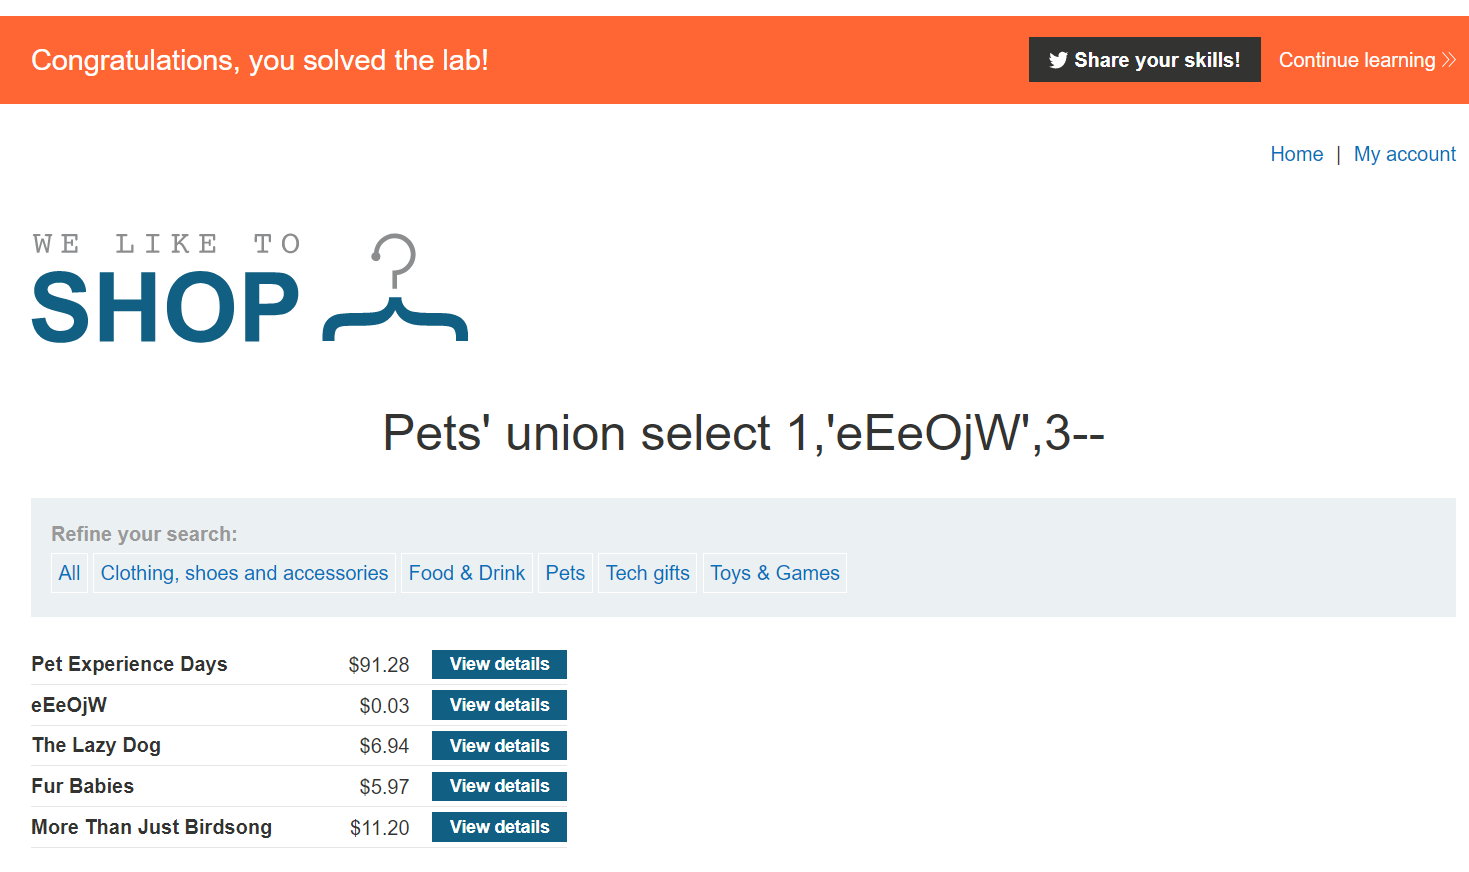 Congratulations, you solved the lab!
Share your skills!
Continue learning
Home | My account
WE LIKE TO
SHOP
Pets' union select 1,'eEeOjW',3--
Refine your search:
All Clothing, shoes and accessories Food & Drink Pets Tech gifts Toys & Games
Pet Experience Days $91.28 View details
eEeOjW $0.03 View details
The Lazy Dog $6.94 View details
Fur Babies $5.97 View details
More Than Just Birdsong $11.20 View details